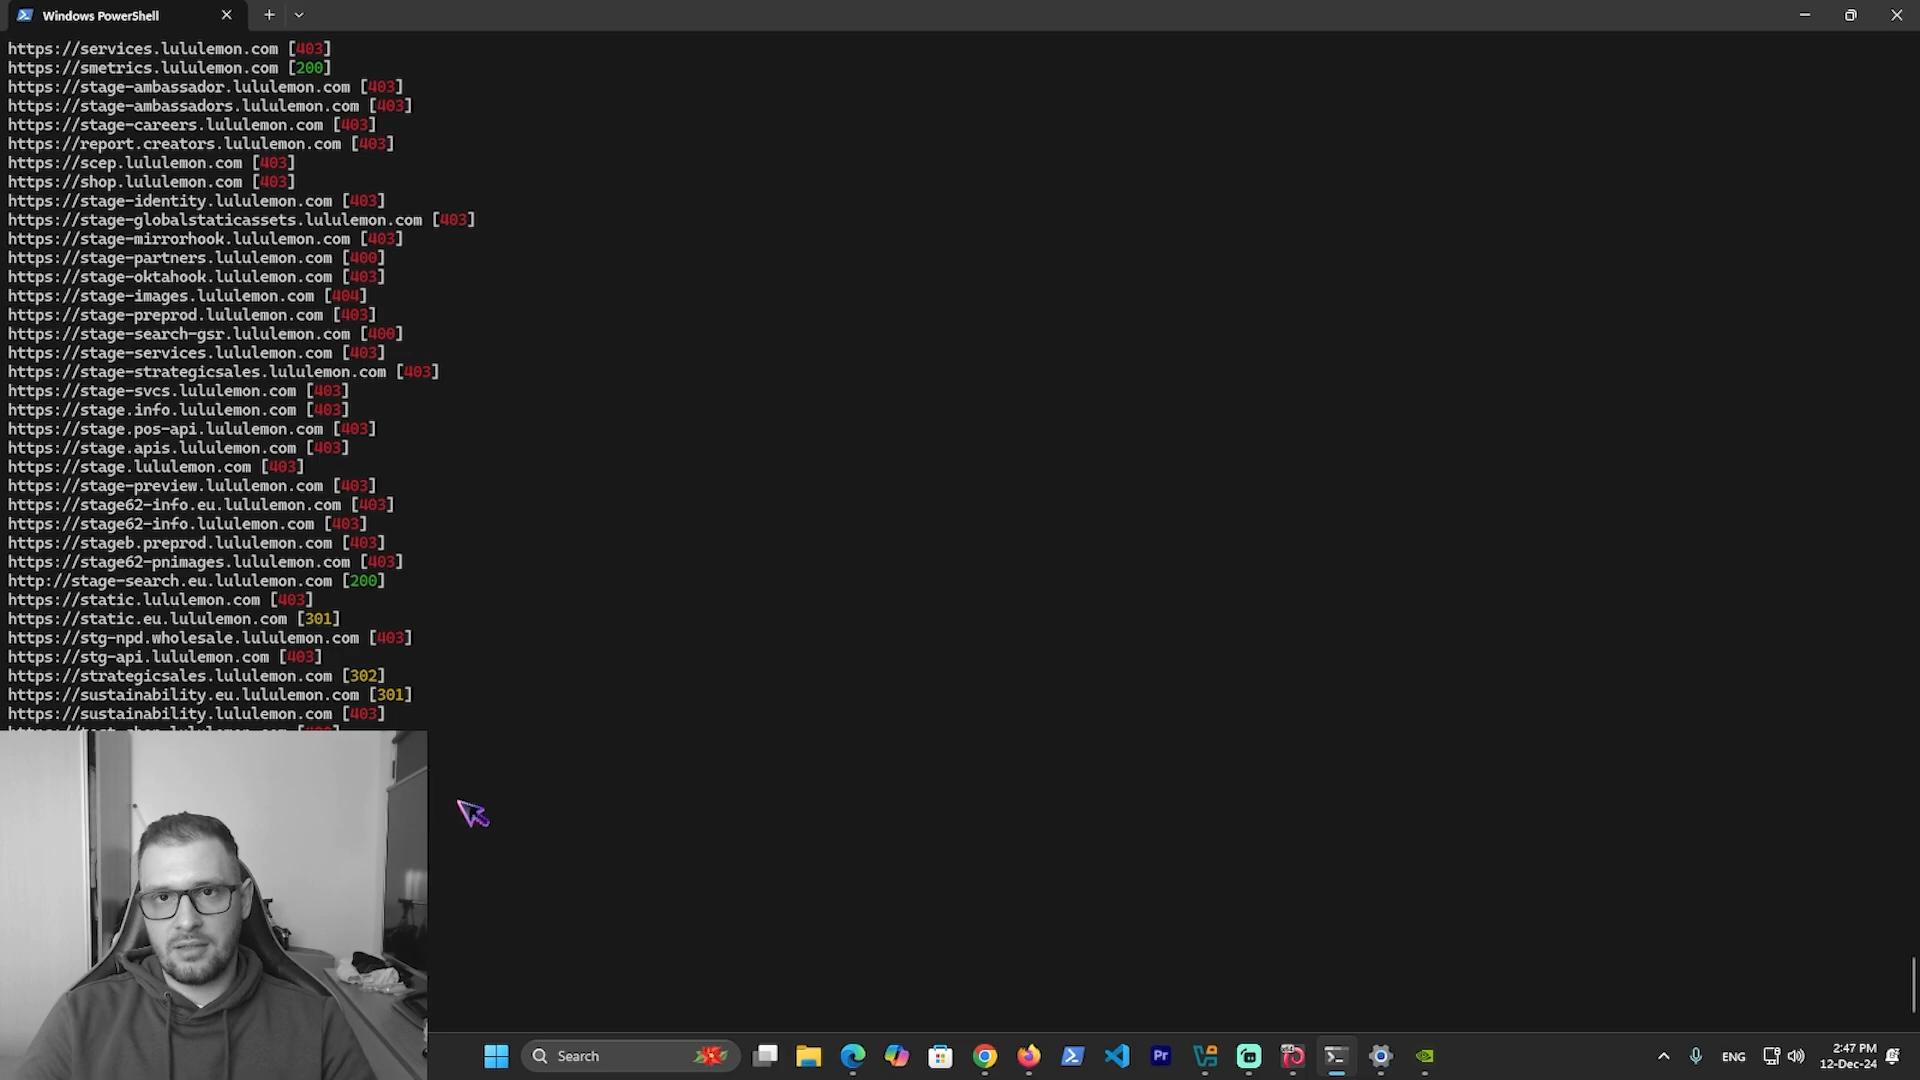 Windows PowerShell
https://services.lululemon.com [403]
https://smetrics.lululemon.com [200]
https://stage-ambassador.lululemon.com [403]
https://stage-ambassadors.lululemon.com [403]
https://stage-careers.lululemon.com [403]
https://report.creators.lululemon.com [403]
https://scep.lululemon.com [403]
https://shop.lululemon.com [403]
https://stage-identity.lululemon.com [403]
https://stage-globalstaticassets.lululemon.com [403]
https://stage-mirrorhook.lululemon.com [403]
https://stage-partners.lululemon.com [400]
https://stage-oktahook.lululemon.com [403]
https://stage-images.lululemon.com [404]
https://stage-preprod.lululemon.com [403]
https://stage-search-gsr.lululemon.com [400]
https://stage-services.lululemon.com [403]
https://stage-strategicsales.lululemon.com [403]
https://stage-svcs.lululemon.com [403]
https://stage.info.lululemon.com [403]
https://stage.pos-api.lululemon.com [403]
https://stage.apis.lululemon.com [403]
https://stage.lululemon.com [403]
https://stage-preview.lululemon.com [403]
https://stage62-info.eu.lululemon.com [403]
https://stage62-info.lululemon.com [403]
https://stageb.preprod.lululemon.com [403]
https://stage62-pnimages.lululemon.com [403]
http://stage-search.eu.lululemon.com [200]
https://static.lululemon.com [403]
https://static.eu.lululemon.com [301]
https://stg-npd.wholesale.lululemon.com [403]
https://stg-api.lululemon.com [403]
https://strategicsales.lululemon.com [302]
https://sustainability.eu.lululemon.com [301]
https://sustainability.lululemon.com [403]
Search
Pr
ENG
2:47 PM
12-Dec-24